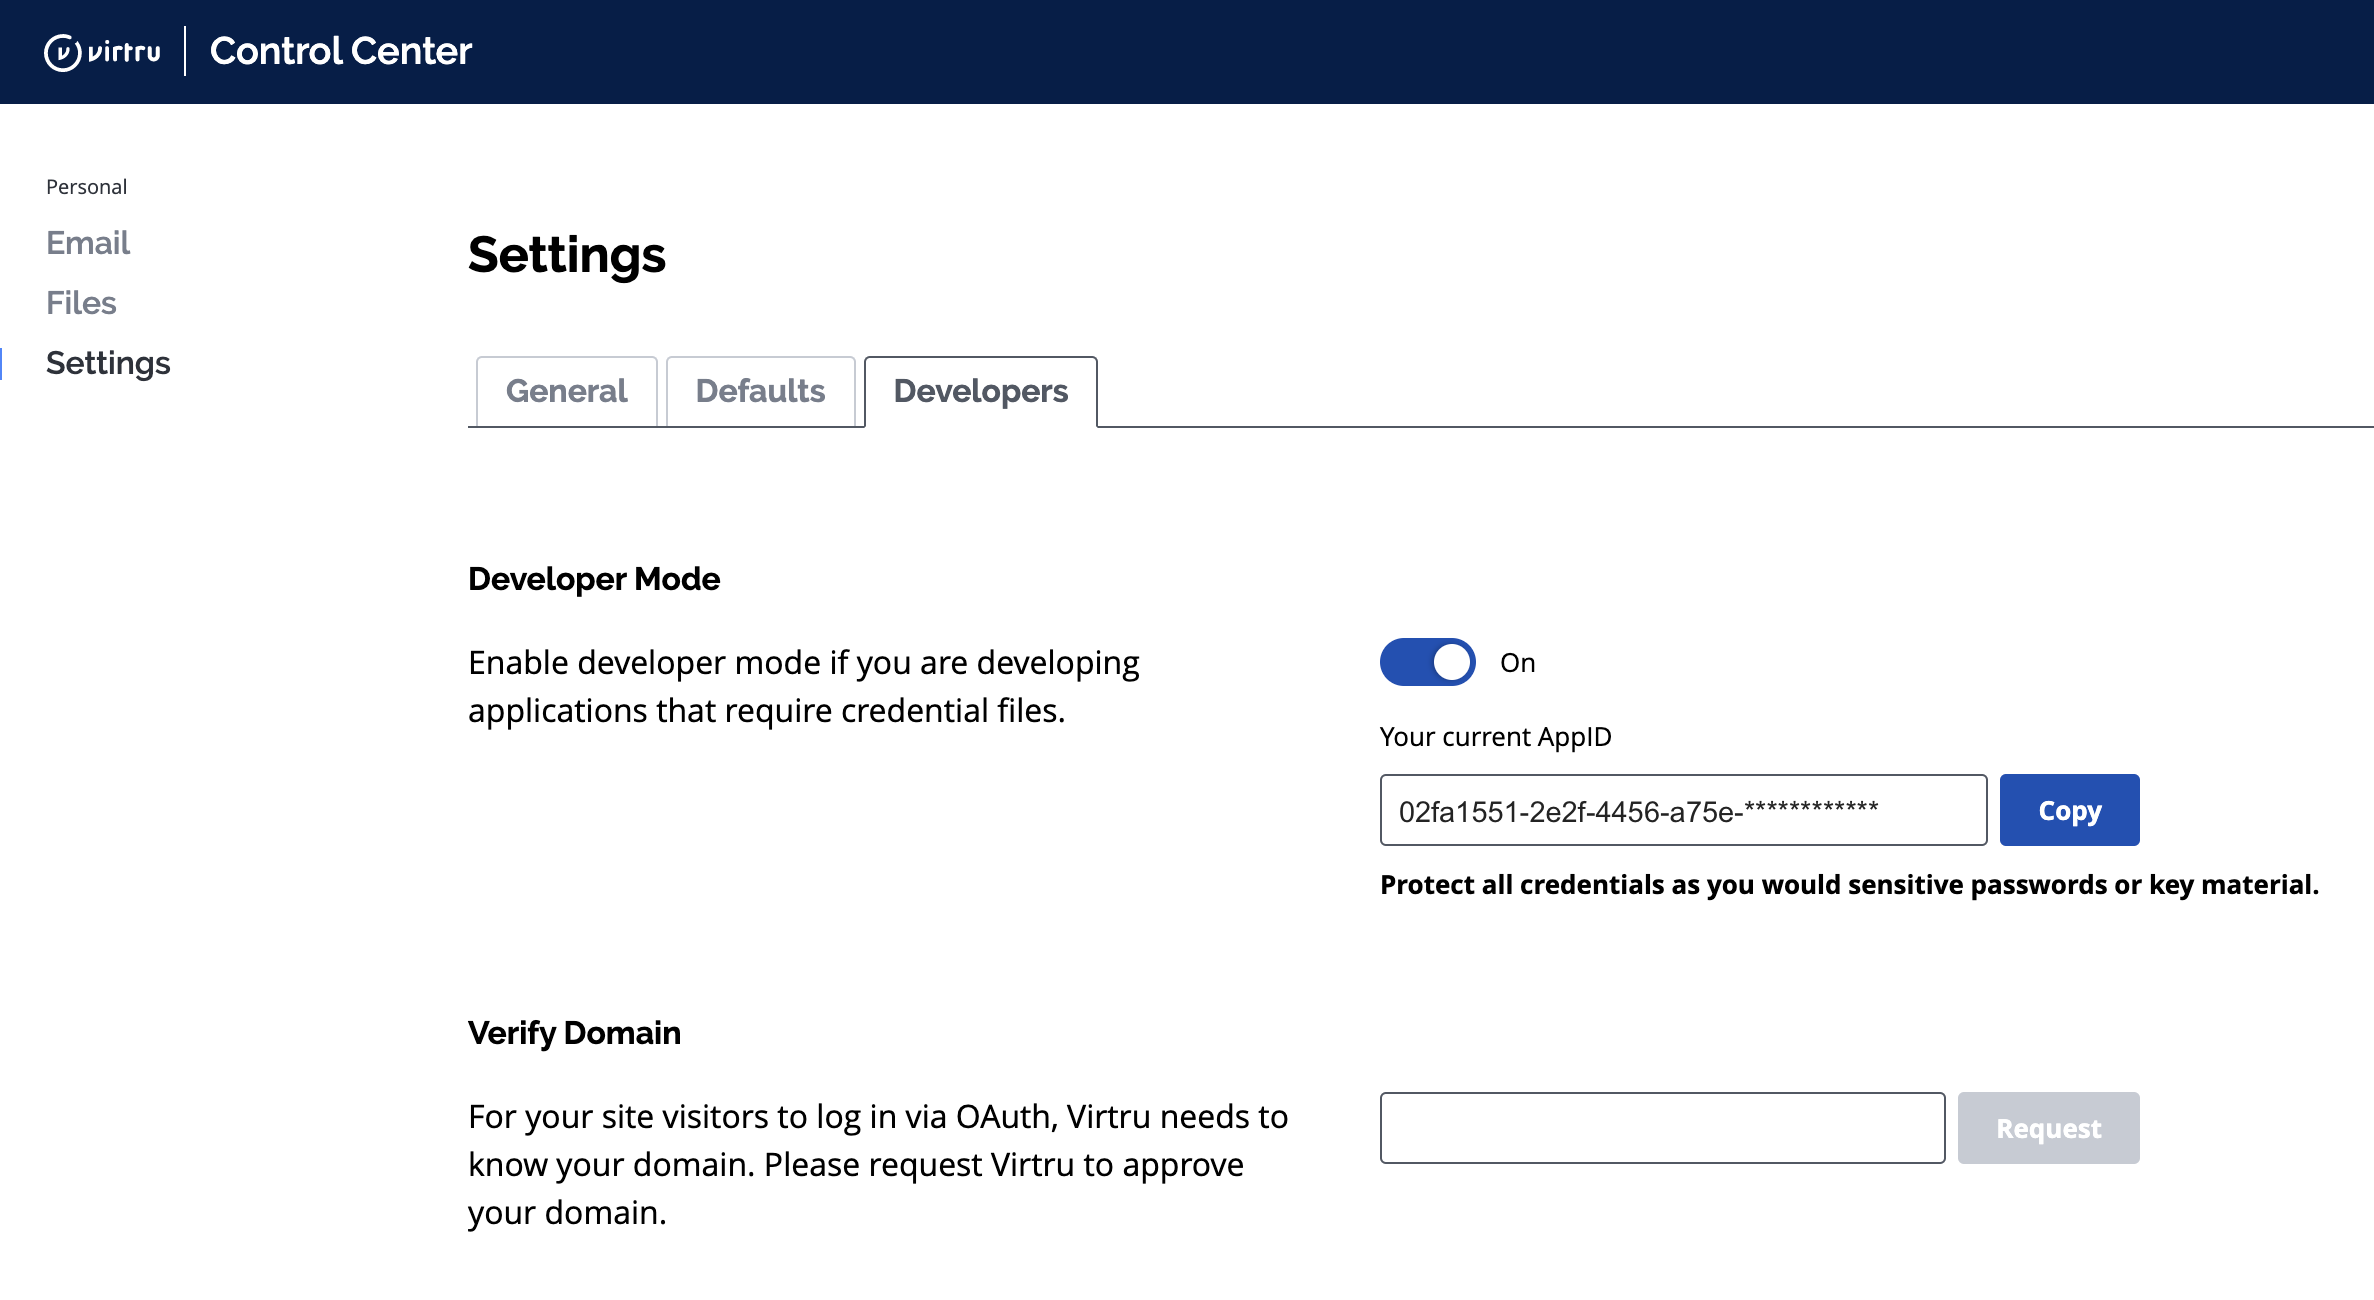 virtru
Control Center
Personal
Email
Files
Settings
Settings
General
Defaults
Developers
Developer Mode
Enable developer mode if you are developing
applications that require credential files.
On
Your current AppID
02fa1551-2e2f-4456-a75e-************
Copy
Protect all credentials as you would sensitive passwords or key material.
Verify Domain
For your site visitors to log in via OAuth, Virtru needs to
know your domain. Please request Virtru to approve
your domain.
Request